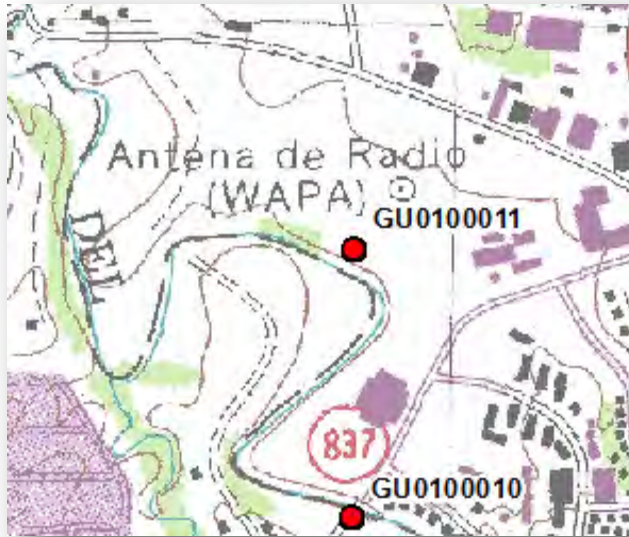 Antena de Radio
(WAPA)
GU0100011
DEL
837
GU0100010